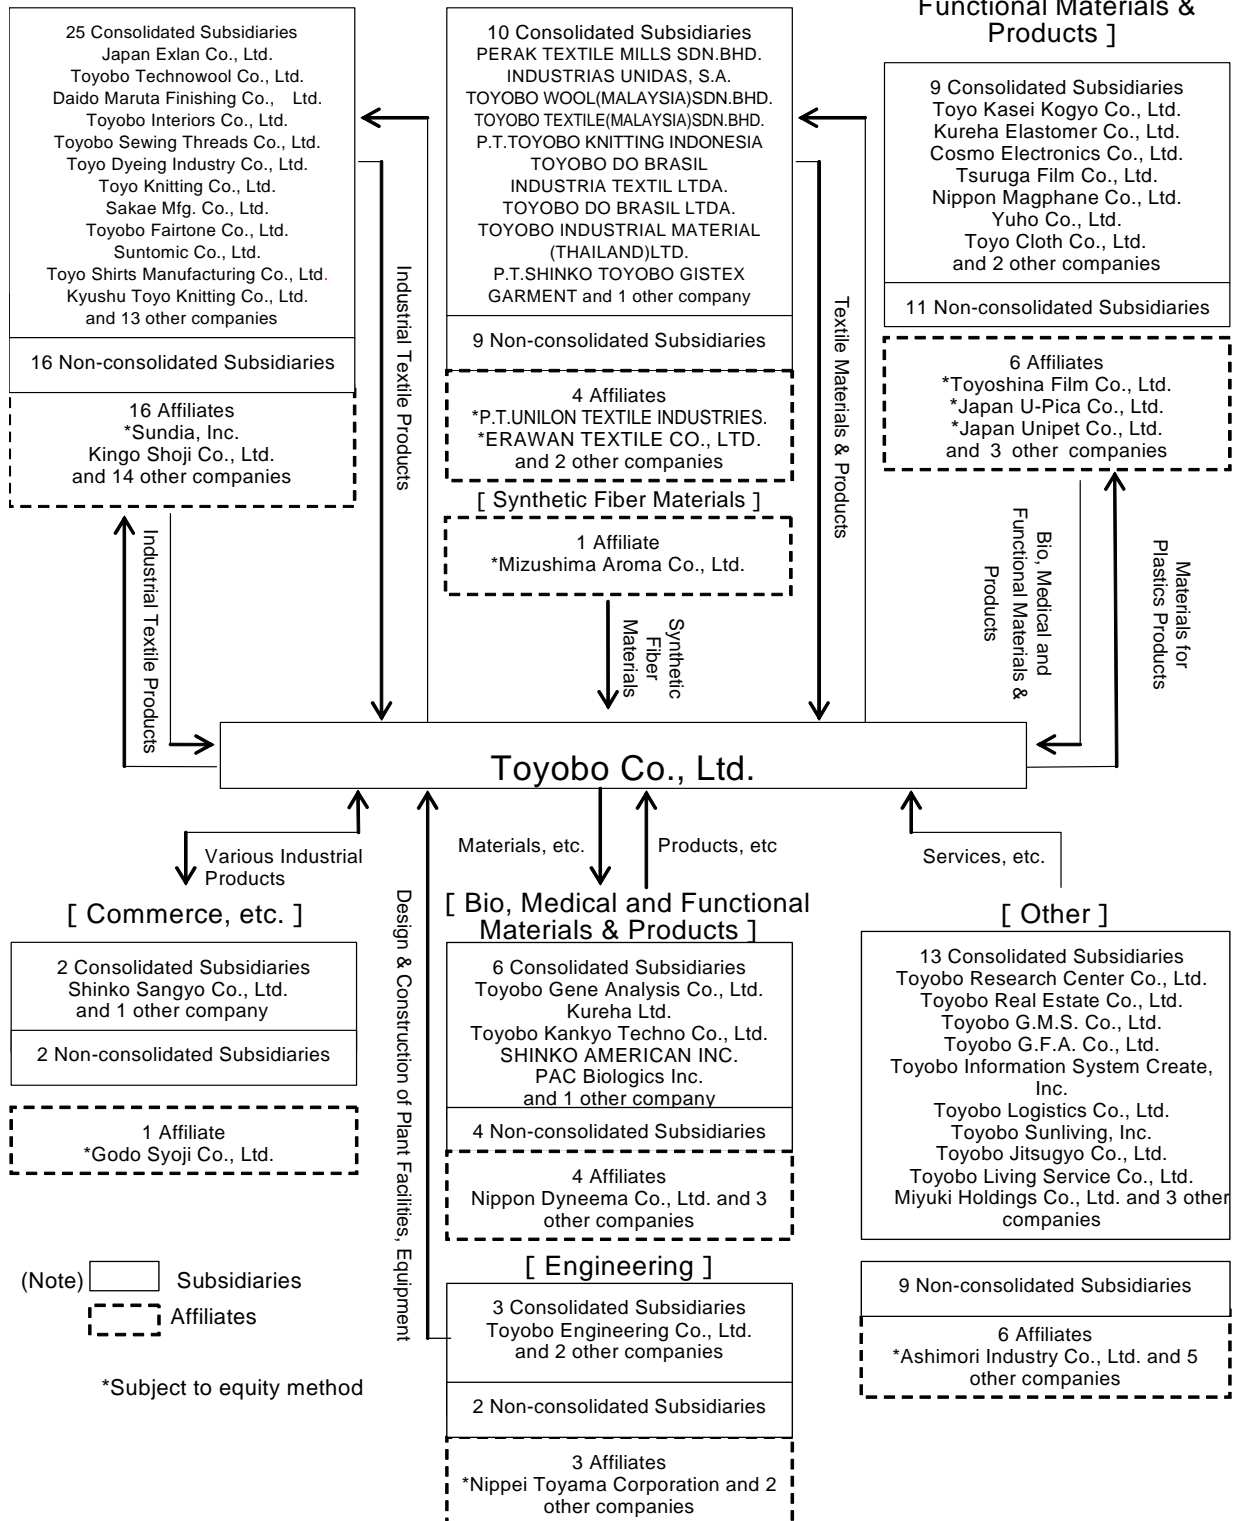 25 Consolidated Subsidiaries
Japan Exlan Co., Ltd.
Toyobo Technowool Co., Ltd.
Daido Maruta Finishing Co., Ltd.
Toyobo Interiors Co., Ltd.
Toyobo Sewing Threads Co., Ltd.
Toyo Dyeing Industry Co., Ltd.
Toyo Knitting Co., Ltd.
Sakae Mfg. Co., Ltd.
Toyobo Fairtone Co., Ltd.
Suntomic Co., Ltd.
Toyo Shirts Manufacturing Co., Ltd.
Kyushu Toyo Knitting Co., Ltd.
and 13 other companies
16 Non-consolidated Subsidiaries
16 Affiliates
*Sundia, Inc.
Kingo Shoji Co., Ltd.
and 14 other companies
Industrial Textile Products
Industrial Textile Products
10 Consolidated Subsidiaries
PERAK TEXTILE MILLS SDN.BHD.
INDUSTRIAS UNIDAS, S.A.
TOYOBO WOOL(MALAYSIA)SDN.BHD.
TOYOBO TEXTILE(MALAYSIA)SDN.BHD.
P.T.TOYOBO KNITTING INDONESIA
TOYOBO DO BRASIL
INDUSTRIA TEXTIL LTDA.
TOYOBO DO BRASIL LTDA.
TOYOBO INDUSTRIAL MATERIAL
(THAILAND)LTD.
P.T.SHINKO TOYOBO GISTEX
GARMENT and 1 other company
9 Non-consolidated Subsidiaries
4 Affiliates
*P.T.UNILON TEXTILE INDUSTRIES.
*ERAWAN TEXTILE CO., LTD.
and 2 other companies
[ Synthetic Fiber Materials ]
1 Affiliate
*Mizushima Aroma Co., Ltd.
Synthetic
Fiber
Materials
Textile Materials & Products
Functional Materials &
Products ]
9 Consolidated Subsidiaries
Toyo Kasei Kogyo Co., Ltd.
Kureha Elastomer Co., Ltd.
Cosmo Electronics Co., Ltd.
Tsuruga Film Co., Ltd.
Nippon Magphane Co., Ltd.
Yuho Co., Ltd.
Toyo Cloth Co., Ltd.
and 2 other companies
11 Non-consolidated Subsidiaries
6 Affiliates
*Toyoshina Film Co., Ltd.
*Japan U-Pica Co., Ltd.
*Japan Unipet Co., Ltd.
and 3 other companies
Bio, Medical and
Functional Materials &
Products
Materials for
Plastics Products
Toyobo Co., Ltd.
Various Industrial
Products
[ Commerce, etc. ]
2 Consolidated Subsidiaries
Shinko Sangyo Co., Ltd.
and 1 other company
2 Non-consolidated Subsidiaries
1 Affiliate
*Godo Syoji Co., Ltd.
(Note)
Subsidiaries
Affiliates
*Subject to equity method
Design & Construction of Plant Facilities, Equipment
Materials, etc.
Products, etc
[ Bio, Medical and Functional
Materials & Products ]
6 Consolidated Subsidiaries
Toyobo Gene Analysis Co., Ltd.
Kureha Ltd.
Toyobo Kankyo Techno Co., Ltd.
SHINKO AMERICAN INC.
PAC Biologics Inc.
and 1 other company
4 Non-consolidated Subsidiaries
4 Affiliates
Nippon Dyneema Co., Ltd. and 3
other companies
[ Engineering ]
3 Consolidated Subsidiaries
Toyobo Engineering Co., Ltd.
and 2 other companies
2 Non-consolidated Subsidiaries
3 Affiliates
*Nippei Toyama Corporation and 2
other companies
Services, etc.
[ Other ]
13 Consolidated Subsidiaries
Toyobo Research Center Co., Ltd.
Toyobo Real Estate Co., Ltd.
Toyobo G.M.S. Co., Ltd.
Toyobo G.F.A. Co., Ltd.
Toyobo Information System Create,
Inc.
Toyobo Logistics Co., Ltd.
Toyobo Sunliving, Inc.
Toyobo Jitsugyo Co., Ltd.
Toyobo Living Service Co., Ltd.
Miyuki Holdings Co., Ltd. and 3 other
companies
9 Non-consolidated Subsidiaries
6 Affiliates
*Ashimori Industry Co., Ltd. and 5
other companies